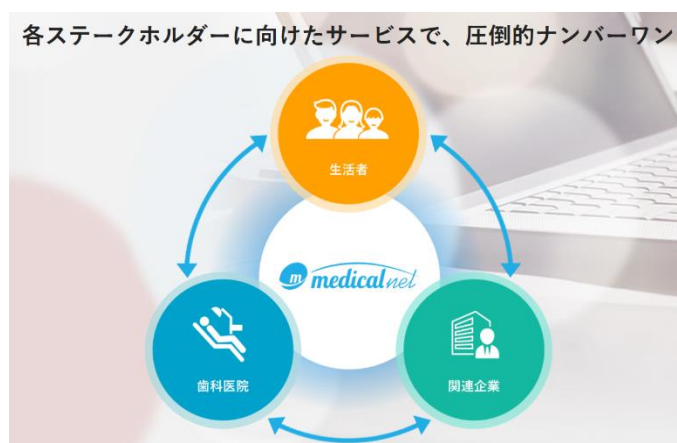 各ステークホルダーに向けたサービスで、圧倒的ナンバーワン
生活者
m medicalnet
歯科医院
関連企業